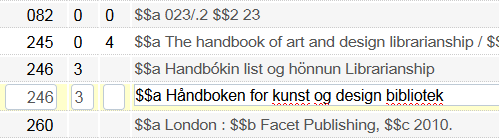 082 0 0 $$a 023/.2 $$2 23
245 0 4 $$a The handbook of art and design librarianship / $
246 3 $$a Handbókin list og hönnun Librarianship
246 3 $$a Håndboken for kunst og design bibliotek
260 $$a London : $$b Facet Publishing, $$c 2010.